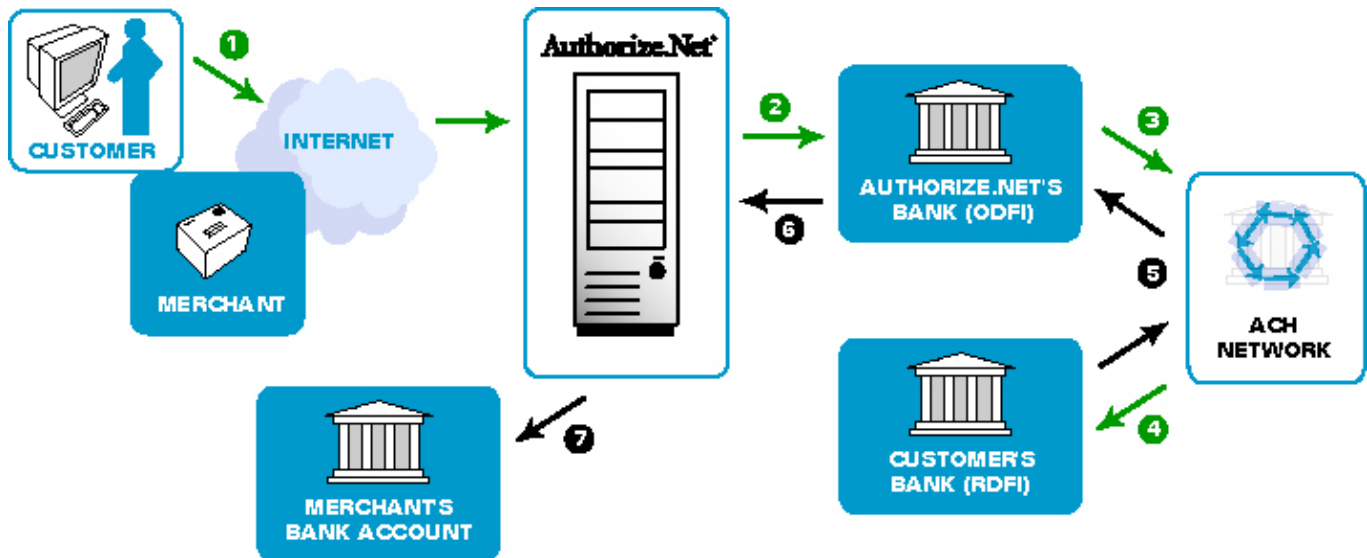 1
CUSTOMER
INTERNET
MERCHANT
Authorize.Net
2
AUTHORIZE.NET'S
BANK (ODFI)
3
ACH
NETWORK
4
CUSTOMER'S
BANK (RDFI)
5
6
7
MERCHANT'S
BANK ACCOUNT